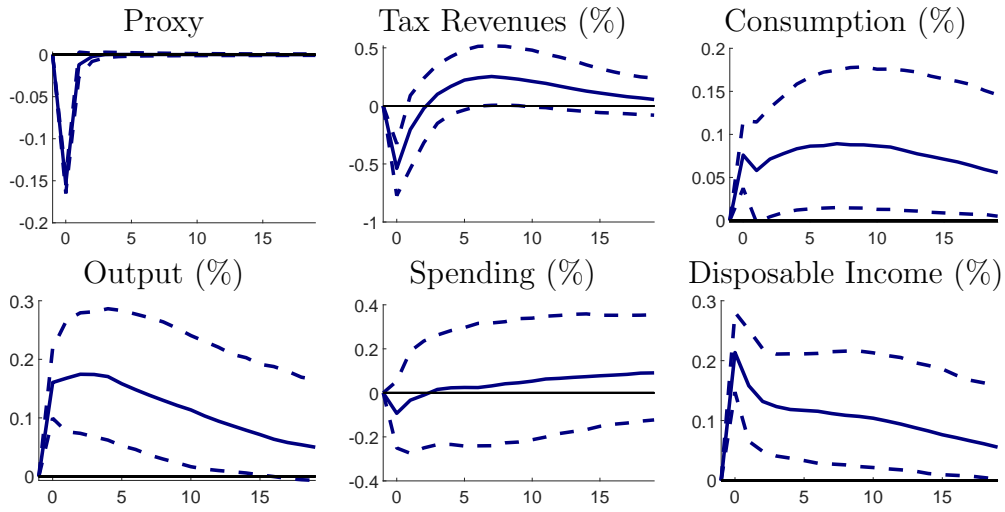 Proxy
0
-0.05
-0.1
-0.15
-0.2
0 5 10 15
Tax Revenues (%)
0.5
0
-0.5
-1
0 5 10 15
Consumption (%)
0.2
0.15
0.1
0.05
0
0 5 10 15
Output (%)
0.3
0.2
0.1
0
0 5 10 15
Spending (%)
0.4
0.2
0
-0.2
-0.4
0 5 10 15
Disposable Income (%)
0.3
0.2
0.1
0
0 5 10 15